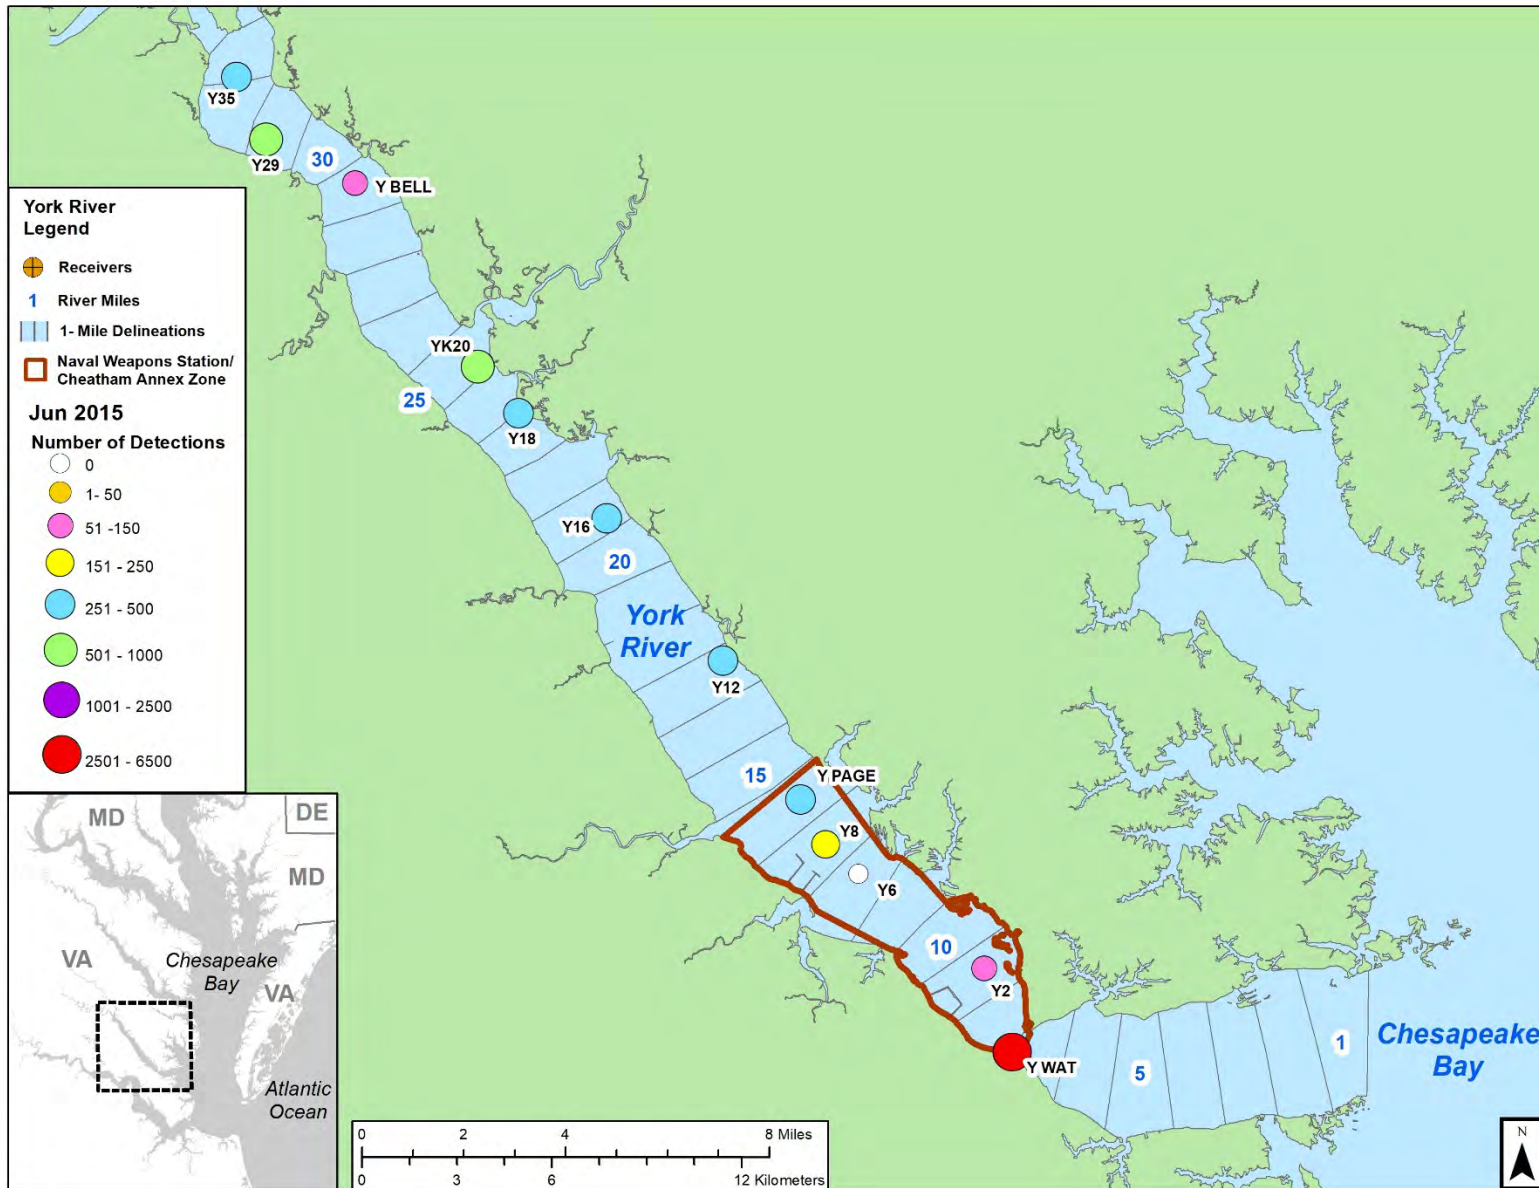 Y35
Y29
30
Y BELL
York River
Legend
Receivers
1 River Miles
1- Mile Delineations
Naval Weapons Station/
Cheatham Annex Zone
Jun 2015
Number of Detections
0
1- 50
51 -150
151 - 250
251 - 500
501 - 1000
1001 - 2500
2501 - 6500
YK20
25
Y18
Y16
20
York
River
Y12
15
Y PAGE
Y8
Y6
10
Y2
Y WAT
5
1
Chesapeake
Bay
MD
DE
MD
VA
Chesapeake
Bay
VA
Atlantic
Ocean
0 2 4 8 Miles
0 3 6 12 Kilometers
N